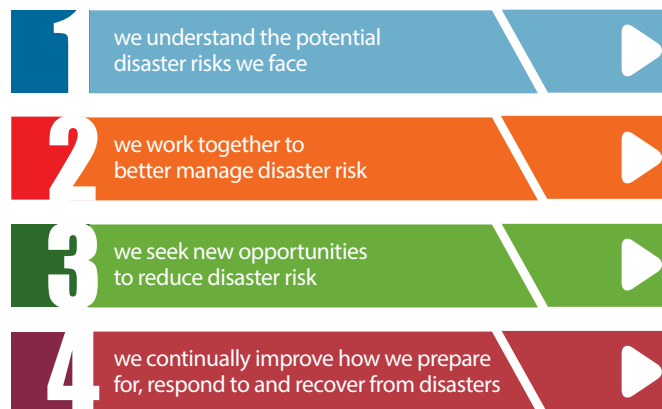 1
we understand the potential
disaster risks we face
2
we work together to
better manage disaster risk
3
we seek new opportunities
to reduce disaster risk
4
we continually improve how we prepare
for, respond to and recover from disasters